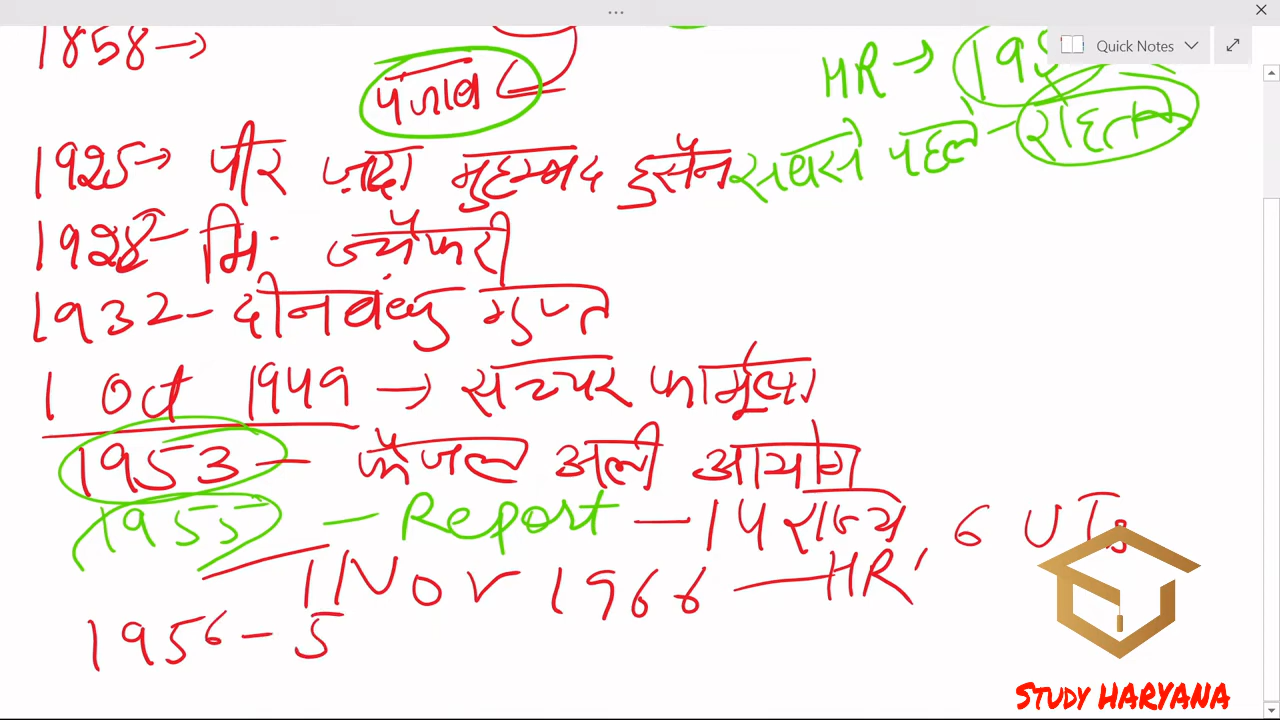 1858→
पंजाब
HR →
Quick Notes
1925→ पीर ज़ादा मुहम्मद हुसैन सबसे पहले -
1928 - मि. ज्यॉफरी
1932 - दीनबंधु गुप्त
1 Oct 1949 → सच्चर फार्मूला
1953 - फैजल अली आयोग
1955 - Report - 14 राज्य, 6 UTs
1 Nov 1966 - HR
1956 - 5
STUDY HARYANA